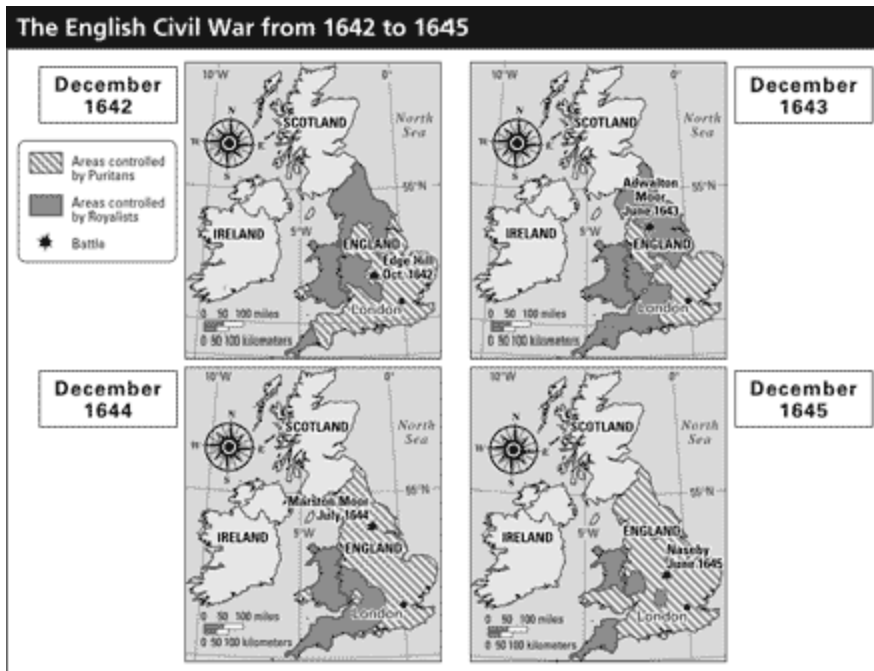 The English Civil War from 1642 to 1645
December
1642
Areas controlled
by Puritans
Areas controlled
by Royalists
Battle
10°W
0°
N
W
E
S
SCOTLAND
North
Sea
55°N
IRELAND
5°W
ENGLAND
Edge Hill
Oct. 1642
London
0 50 100 miles
0 50 100 kilometers
December
1643
10°W
0°
N
W
E
S
SCOTLAND
North
Sea
55°N
Adwalton
Moor
June 1643
IRELAND
5°W
ENGLAND
London
0 50 100 miles
0 50 100 kilometers
December
1644
10°W
0°
N
W
E
S
SCOTLAND
North
Sea
55°N
Marston Moor
July 1644
IRELAND
5°W
ENGLAND
London
0 50 100 miles
0 50 100 kilometers
December
1645
10°W
0°
N
W
E
S
SCOTLAND
North
Sea
55°N
IRELAND
5°W
ENGLAND
Naseby
June 1645
London
0 50 100 miles
0 50 100 kilometers